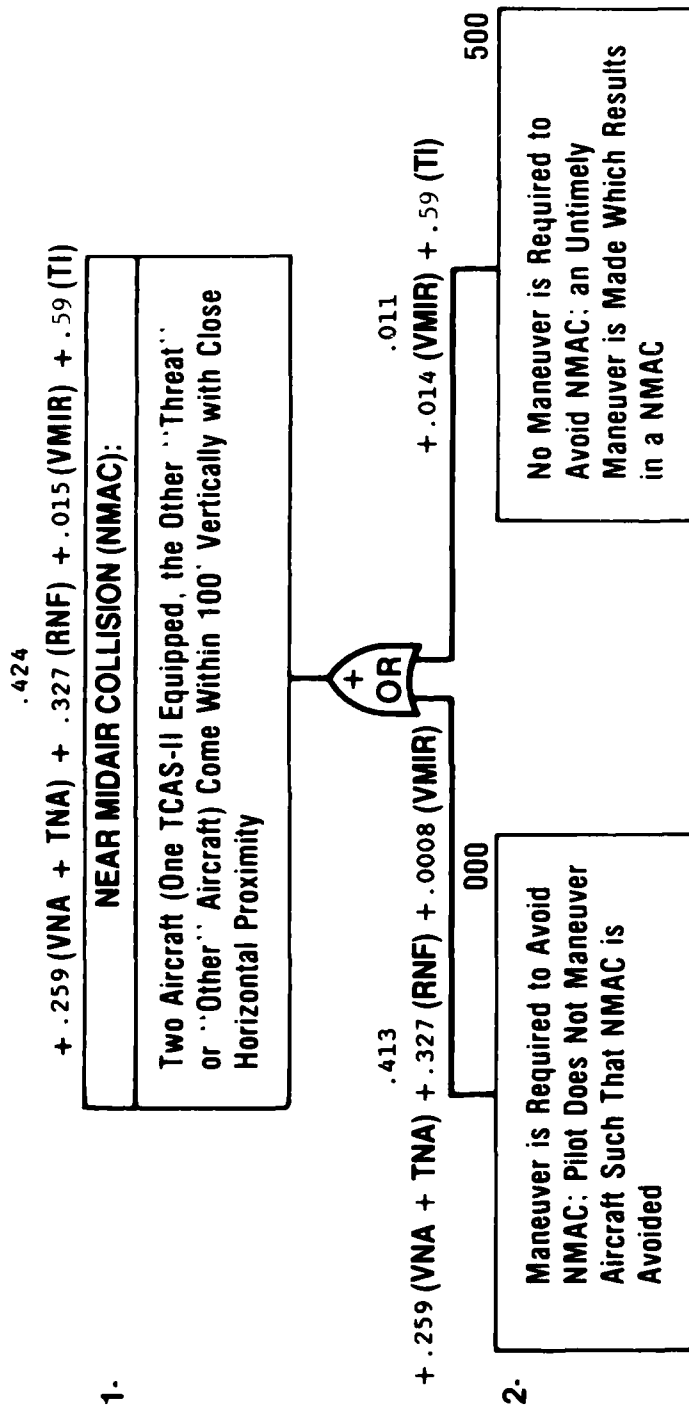 1-
.424
+ .259 (VNA + TNA) + .327 (RNF) + .015 (VMIR) + .59 (TI)
NEAR MIDAIR COLLISION (NMAC):
Two Aircraft (One TCAS-II Equipped, the Other ``Threat``
or ``Other`` Aircraft) Come Within 100' Vertically with Close
Horizontal Proximity
+
OR
2-
.413
+ .259 (VNA + TNA) + .327 (RNF) + .0008 (VMIR)
000
Maneuver is Required to Avoid
NMAC; Pilot Does Not Maneuver
Aircraft Such That NMAC is
Avoided
.011
+ .014 (VMIR) + .59 (TI)
500
No Maneuver is Required to
Avoid NMAC; an Untimely
Maneuver is Made Which Results
in a NMAC